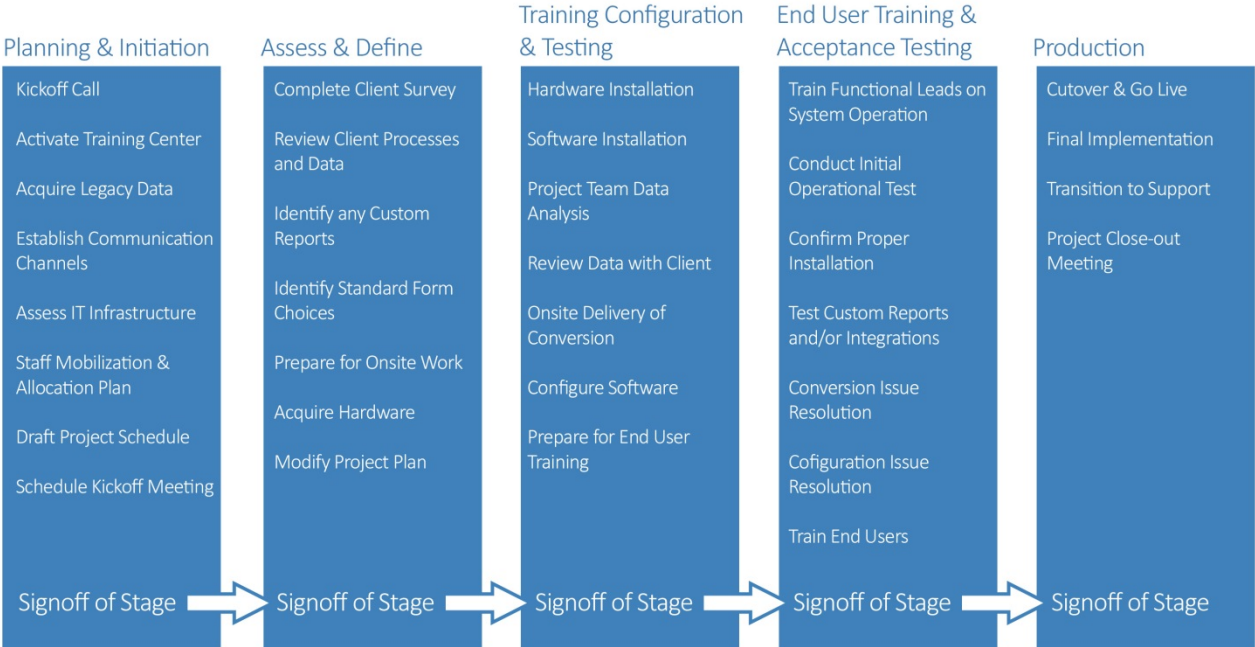 Planning & Initiation
Kickoff Call
Activate Training Center
Acquire Legacy Data
Establish Communication
Channels
Assess IT Infrastructure
Staff Mobilization &
Allocation Plan
Draft Project Schedule
Schedule Kickoff Meeting
Signoff of Stage
Assess & Define
Complete Client Survey
Review Client Processes
and Data
Identify any Custom
Reports
Identify Standard Form
Choices
Prepare for Onsite Work
Acquire Hardware
Modify Project Plan
Signoff of Stage
Training Configuration
& Testing
Hardware Installation
Software Installation
Project Team Data
Analysis
Review Data with Client
Onsite Delivery of
Conversion
Configure Software
Prepare for End User
Training
Signoff of Stage
End User Training &
Acceptance Testing
Train Functional Leads on
System Operation
Conduct Initial
Operational Test
Confirm Proper
Installation
Test Custom Reports
and/or Integrations
Conversion Issue
Resolution
Cofiguration Issue
Resolution
Train End Users
Signoff of Stage
Production
Cutover & Go Live
Final Implementation
Transition to Support
Project Close-out
Meeting
Signoff of Stage